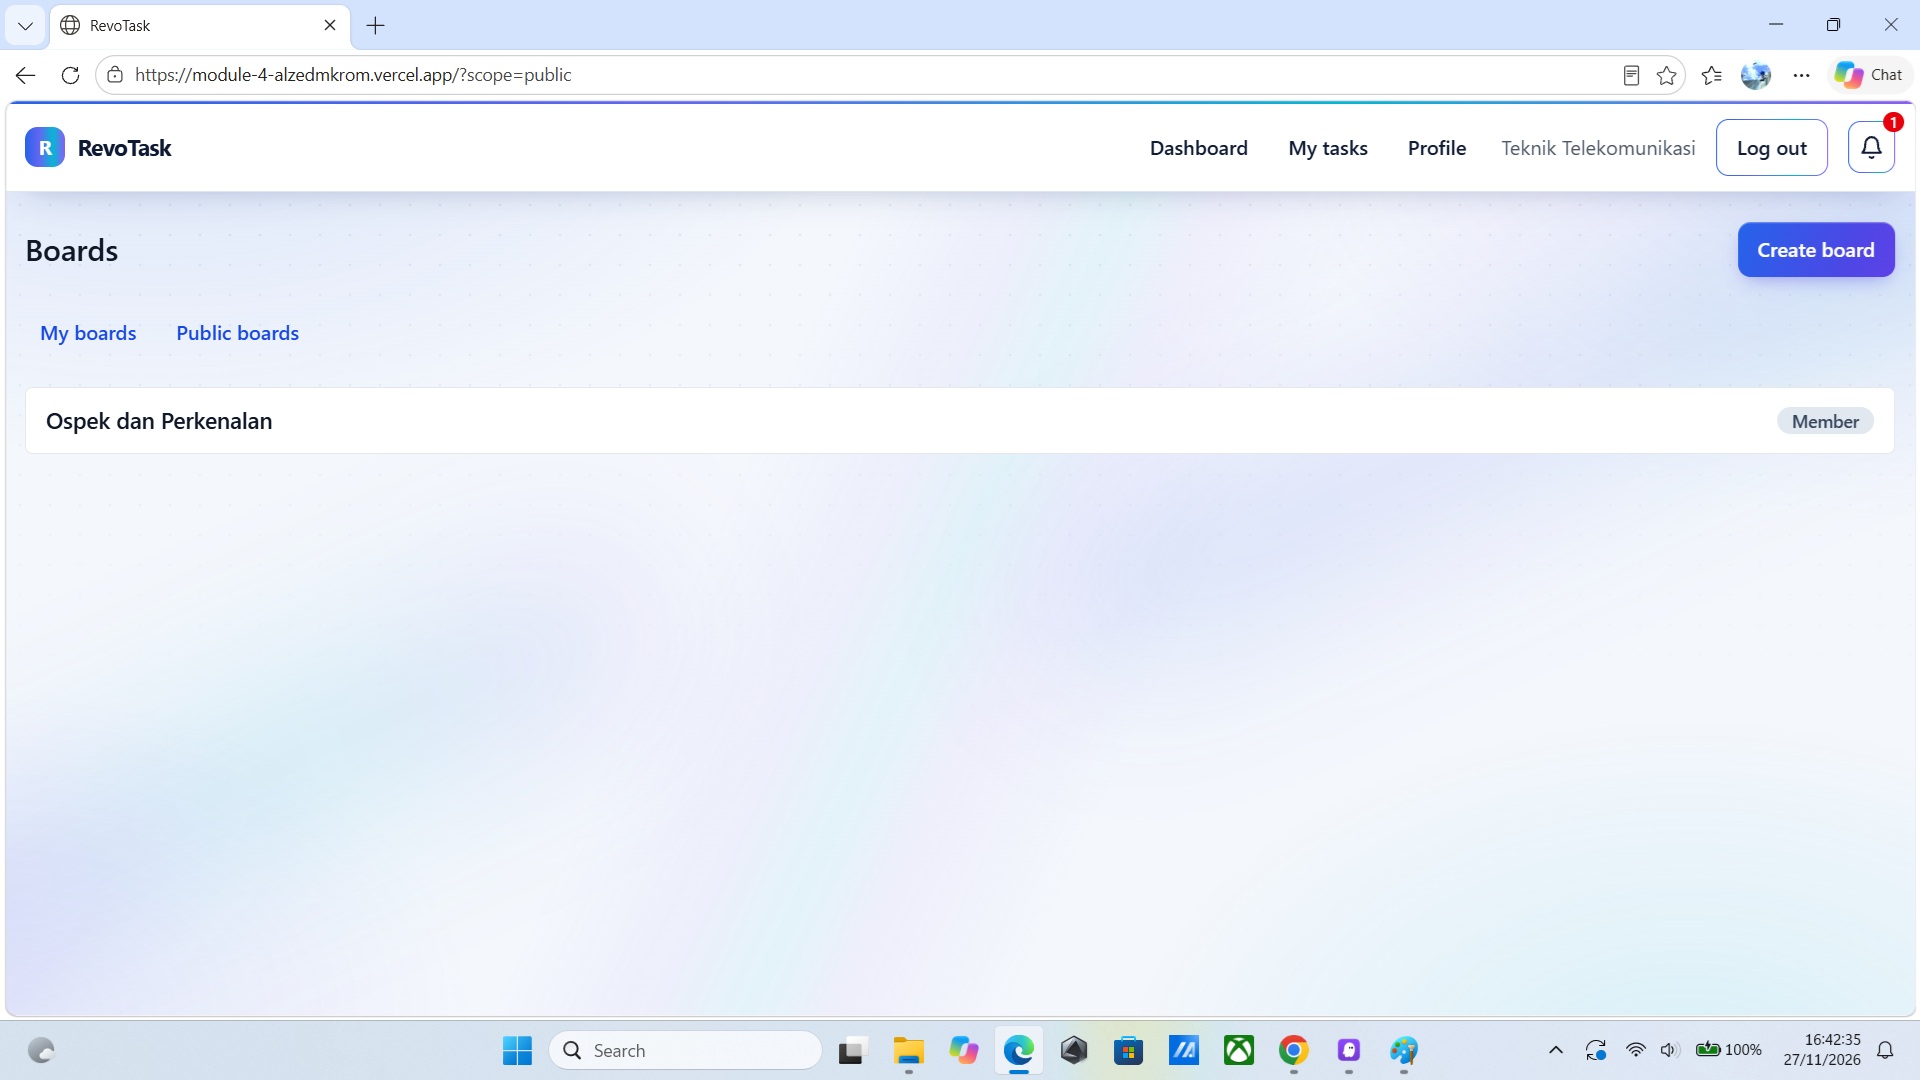 RevoTask
https://module-4-alzedmkrom.vercel.app/?scope=public
Chat
R RevoTask
Dashboard My tasks Profile Teknik Telekomunikasi Log out 1
Boards
Create board
My boards Public boards
Ospek dan Perkenalan Member
Search
100%
16:42:35
27/11/2026